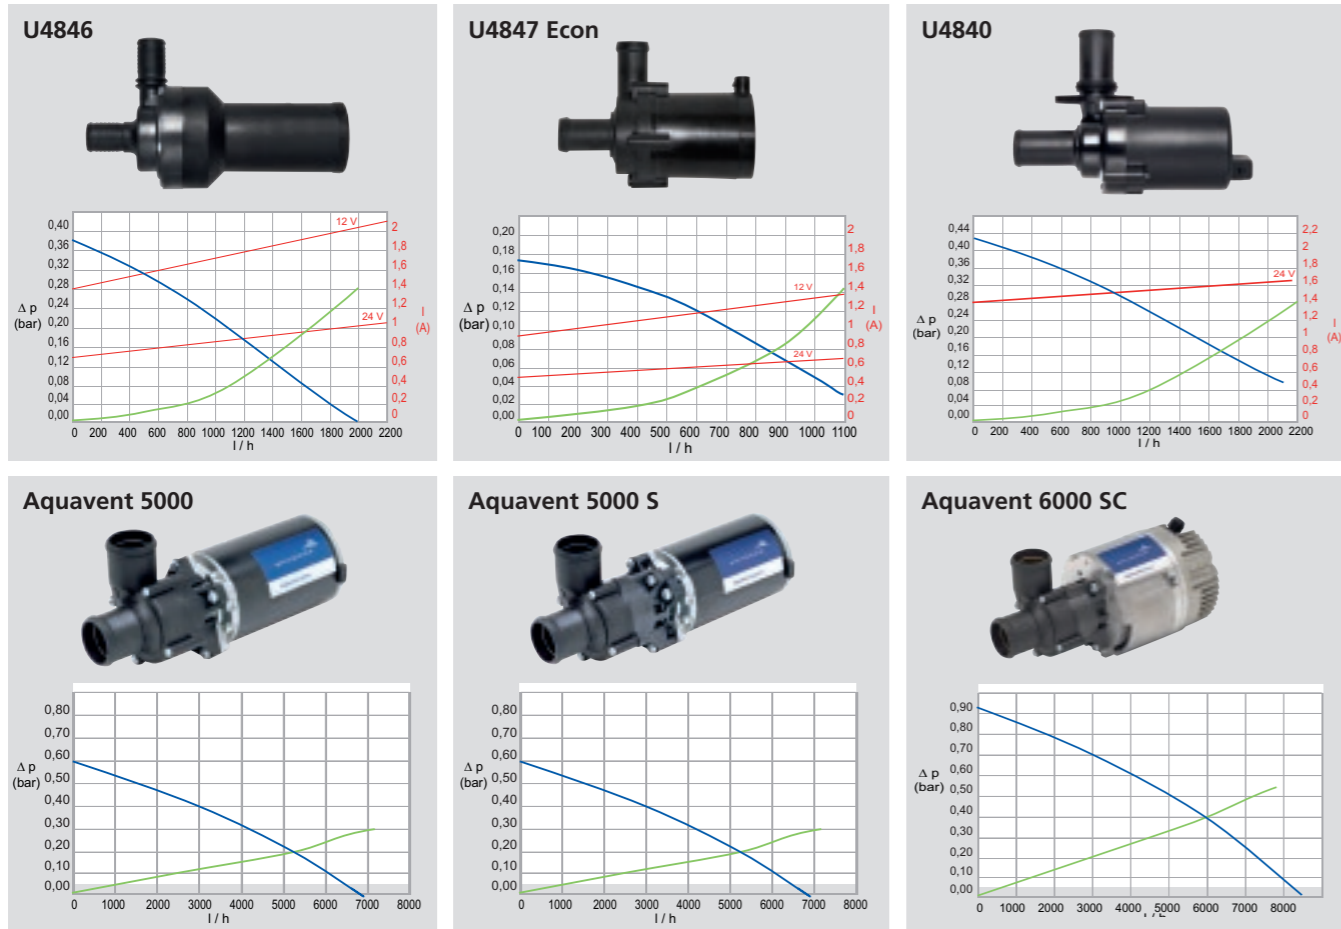 U4846
U4847 Econ
U4840
0,40
0,36
0,32
0,28
Δ p
(bar)
0,20
0,16
0,12
0,08
0,04
0,00
12 V
24 V
2
1,8
1,6
1,4
1,2
1
0,8
0,6
0,4
0,2
0
I
(A)
0 200 400 600 800 1000 1200 1400 1600 1800 2000 2200
l / h
0,20
0,18
0,16
0,14
0,12
Δ p
(bar)
0,10
0,08
0,06
0,04
0,02
0,00
12 V
24 V
2
1,8
1,6
1,4
1,2
1
0,8
0,6
0,4
0,2
0
I
(A)
0 100 200 300 400 500 600 700 800 900 1000 1100
l / h
0,44
0,40
0,36
0,32
0,28
Δ p
(bar)
0,24
0,20
0,16
0,12
0,08
0,04
0,00
24 V
2,2
2
1,8
1,6
1,4
1,2
1
0,8
0,6
0,4
0,2
0
I
(A)
0 200 400 600 800 1000 1200 1400 1600 1800 2000 2200
l / h
Aquavent 5000
Aquavent 5000 S
Aquavent 6000 SC
0,80
0,70
0,60
Δ p
(bar)
0,50
0,40
0,30
0,20
0,10
0,00
0 1000 2000 3000 4000 5000 6000 7000 8000
l / h
0,80
0,70
0,60
Δ p
(bar)
0,50
0,40
0,30
0,20
0,10
0,00
0 1000 2000 3000 4000 5000 6000 7000 8000
l / h
0,90
0,80
0,70
0,60
Δ p
(bar)
0,50
0,40
0,30
0,20
0,10
0,00
0 1000 2000 3000 4000 5000 6000 7000 8000
l / h